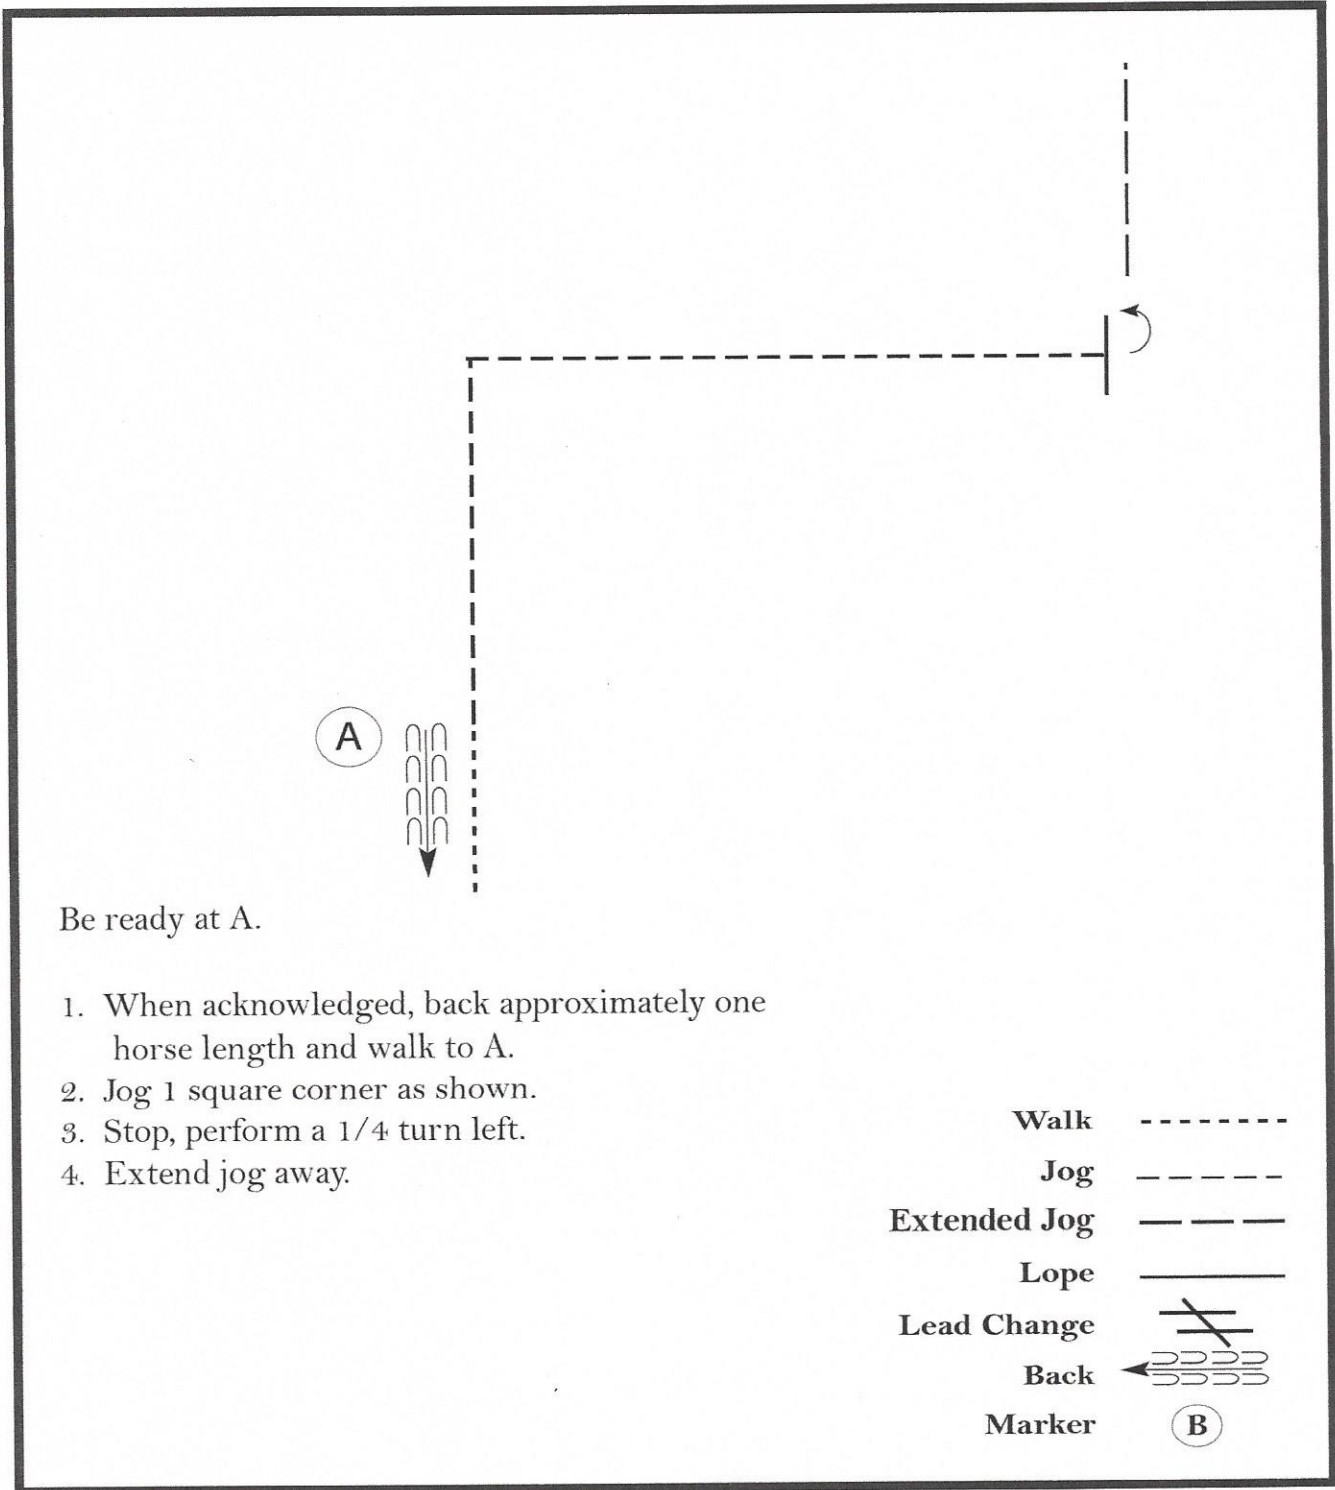 A
Be ready at A.
1. When acknowledged, back approximately one
horse length and walk to A.
2. Jog 1 square corner as shown.
3. Stop, perform a 1/4 turn left.
4. Extend jog away.
Walk
Jog
Extended Jog
Lope
Lead Change
Back
Marker B